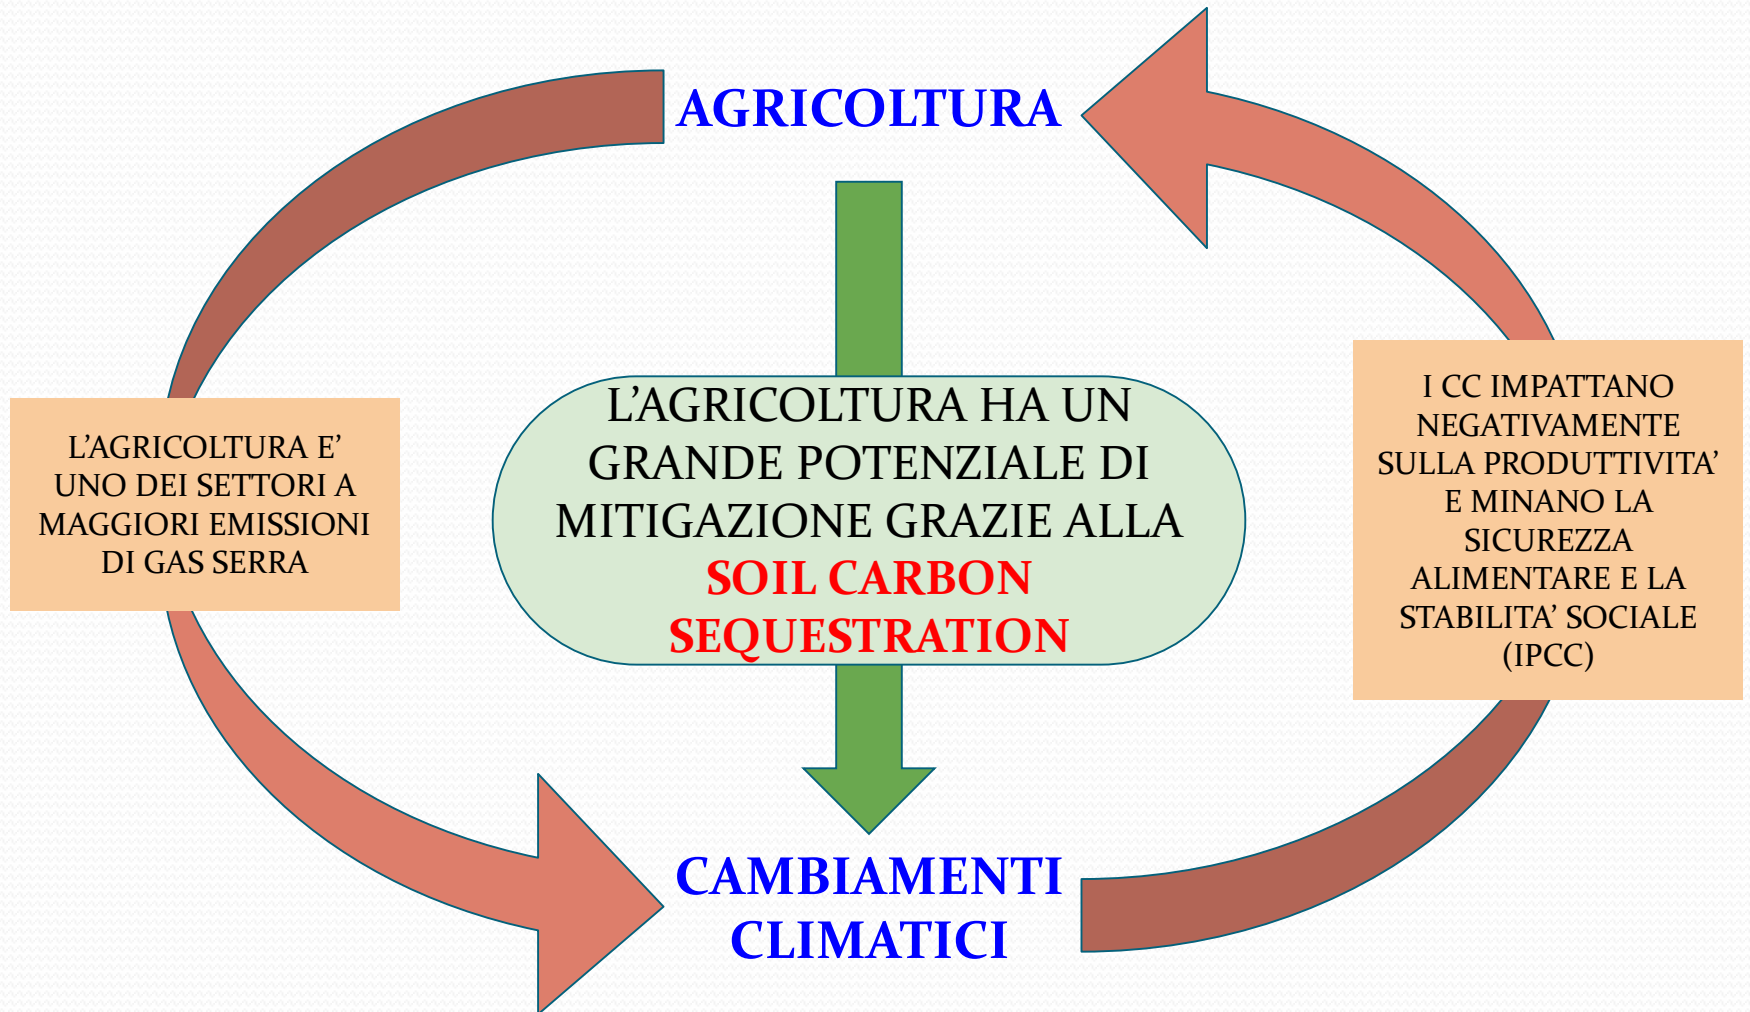 AGRICOLTURA
L’AGRICOLTURA E’
UNO DEI SETTORI A
MAGGIORI EMISSIONI
DI GAS SERRA
L’AGRICOLTURA HA UN
GRANDE POTENZIALE DI
MITIGAZIONE GRAZIE ALLA
SOIL CARBON
SEQUESTRATION
I CC IMPATTANO
NEGATIVAMENTE
SULLA PRODUTTIVITA’
E MINANO LA
SICUREZZA
ALIMENTARE E LA
STABILITA’ SOCIALE
(IPCC)
CAMBIAMENTI
CLIMATICI